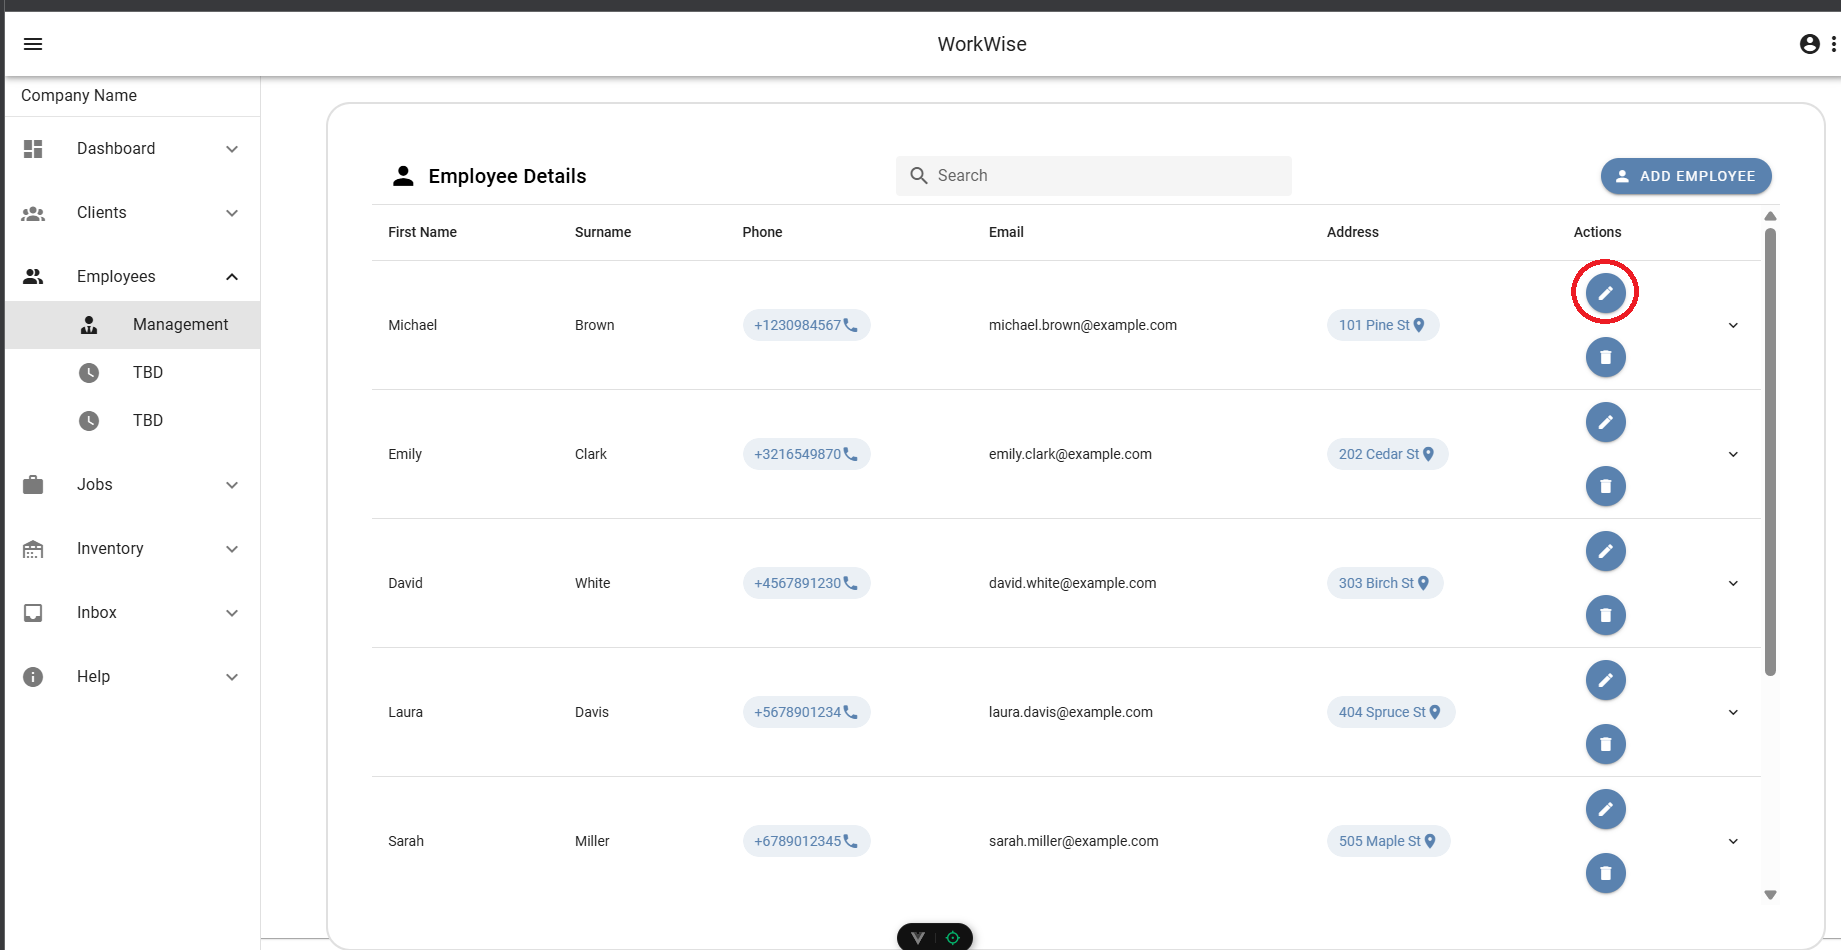 WorkWise
Company Name
Dashboard
Clients
Employees
Management
TBD
TBD
Jobs
Inventory
Inbox
Help
Employee Details
Search
ADD EMPLOYEE
First Name Surname Phone Email Address Actions
Michael Brown +1230984567 michael.brown@example.com 101 Pine St
Emily Clark +3216549870 emily.clark@example.com 202 Cedar St
David White +4567891230 david.white@example.com 303 Birch St
Laura Davis +5678901234 laura.davis@example.com 404 Spruce St
Sarah Miller +6789012345 sarah.miller@example.com 505 Maple St